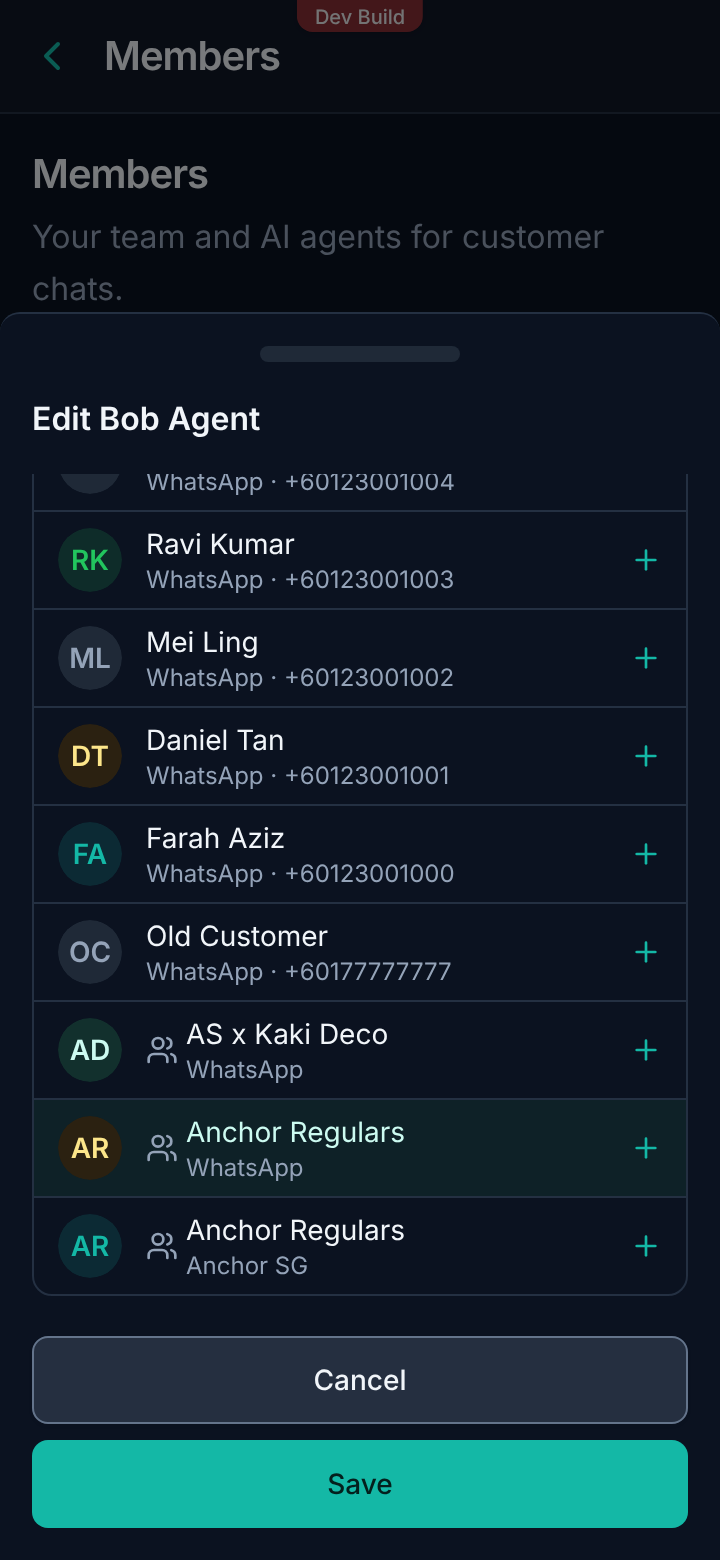 Dev Build
Members
Members
Your team and AI agents for customer
chats.
Edit Bob Agent
WhatsApp · +60123001004
RK
Ravi Kumar
WhatsApp · +60123001003
ML
Mei Ling
WhatsApp · +60123001002
DT
Daniel Tan
WhatsApp · +60123001001
FA
Farah Aziz
WhatsApp · +60123001000
OC
Old Customer
WhatsApp · +60177777777
AD
AS x Kaki Deco
WhatsApp
AR
Anchor Regulars
WhatsApp
AR
Anchor Regulars
Anchor SG
Cancel
Save